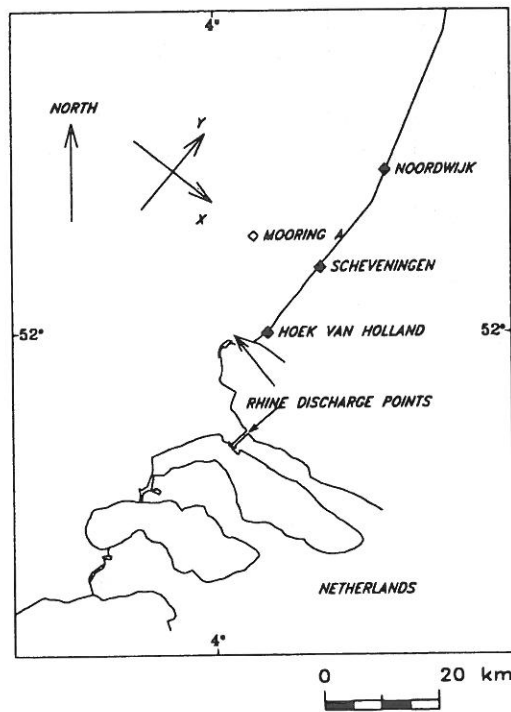 4°
NORTH
Y
X
NOORDWIJK
MOORING A
SCHEVENINGEN
52°
52°
HOEK VAN HOLLAND
RHINE DISCHARGE POINTS
NETHERLANDS
4°
0 20 km